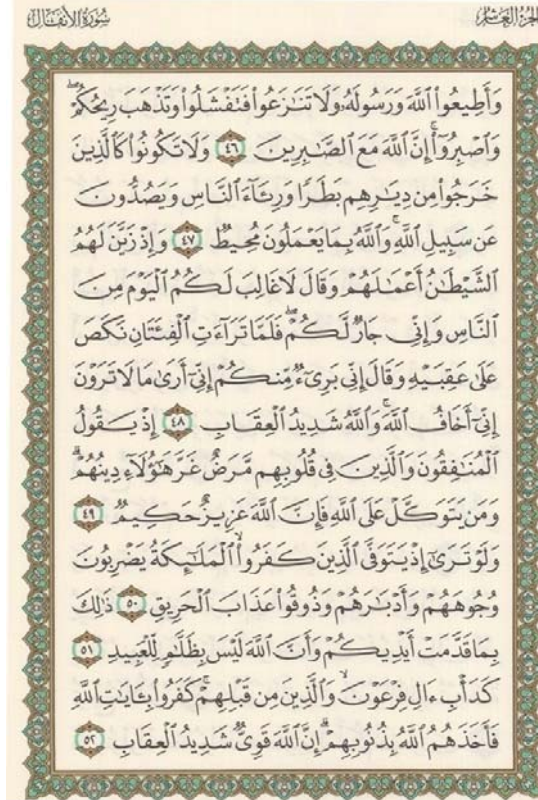 الجزء العاشر
سورة الأنفال
وَأَطِيعُوا۟ ٱللَّهَ وَرَسُولَهُۥ وَلَا تَنَٰزَعُوا۟ فَتَفْشَلُوا۟ وَتَذْهَبَ رِيحُكُمْ ۖ
وَٱصْبِرُوٓا۟ ۚ إِنَّ ٱللَّهَ مَعَ ٱلصَّٰبِرِينَ ٤٦ وَلَا تَكُونُوا۟ كَٱلَّذِينَ
خَرَجُوا۟ مِن دِيَٰرِهِم بَطَرًا وَرِئَآءَ ٱلنَّاسِ وَيَصُدُّونَ
عَن سَبِيلِ ٱللَّهِ ۚ وَٱللَّهُ بِمَا يَعْمَلُونَ مُحِيطٌ ٤٧ وَإِذْ زَيَّنَ لَهُمُ
ٱلشَّيْطَٰنُ أَعْمَٰلَهُمْ وَقَالَ لَا غَالِبَ لَكُمُ ٱلْيَوْمَ مِنَ
ٱلنَّاسِ وَإِنِّى جَارٌ لَّكُمْ ۖ فَلَمَّا تَرَآءَتِ ٱلْفِئَتَانِ نَكَصَ
عَلَىٰ عَقِبَيْهِ وَقَالَ إِنِّى بَرِىٓءٌ مِّنكُمْ إِنِّىٓ أَرَىٰ مَا لَا تَرَوْنَ
إِنِّىٓ أَخَافُ ٱللَّهَ ۚ وَٱللَّهُ شَدِيدُ ٱلْعِقَابِ ٤٨ إِذْ يَقُولُ
ٱلْمُنَٰفِقُونَ وَٱلَّذِينَ فِى قُلُوبِهِم مَّرَضٌ غَرَّ هَٰٓؤُلَآءِ دِينُهُمْ ۗ
وَمَن يَتَوَكَّلْ عَلَى ٱللَّهِ فَإِنَّ ٱللَّهَ عَزِيزٌ حَكِيمٌ ٤٩
وَلَوْ تَرَىٰٓ إِذْ يَتَوَفَّى ٱلَّذِينَ كَفَرُوا۟ ۙ ٱلْمَلَٰٓئِكَةُ يَضْرِبُونَ
وُجُوهَهُمْ وَأَدْبَٰرَهُمْ وَذُوقُوا۟ عَذَابَ ٱلْحَرِيقِ ٥٠ ذَٰلِكَ
بِمَا قَدَّمَتْ أَيْدِيكُمْ وَأَنَّ ٱللَّهَ لَيْسَ بِظَلَّٰمٍ لِّلْعَبِيدِ ٥١
كَدَأْبِ ءَالِ فِرْعَوْنَ ۙ وَٱلَّذِينَ مِن قَبْلِهِمْ ۚ كَفَرُوا۟ بِـَٔايَٰتِ ٱللَّهِ
فَأَخَذَهُمُ ٱللَّهُ بِذُنُوبِهِمْ ۗ إِنَّ ٱللَّهَ قَوِىٌّ شَدِيدُ ٱلْعِقَابِ ٥٢